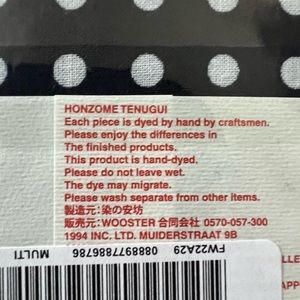 HONZOME TENUGUI
Each piece is dyed by hand by craftsmen.
Please enjoy the differences in
The finished products.
This product is hand-dyed.
Please do not leave wet.
The dye may migrate.
Please wash separate from other items.
製造元:染の安坊
販売元:WOOSTER 合同会社 0570-057-300
1994 INC. LTD. MUIDERSTRAAT 9B
MULTI 0888977886786 FW22A29